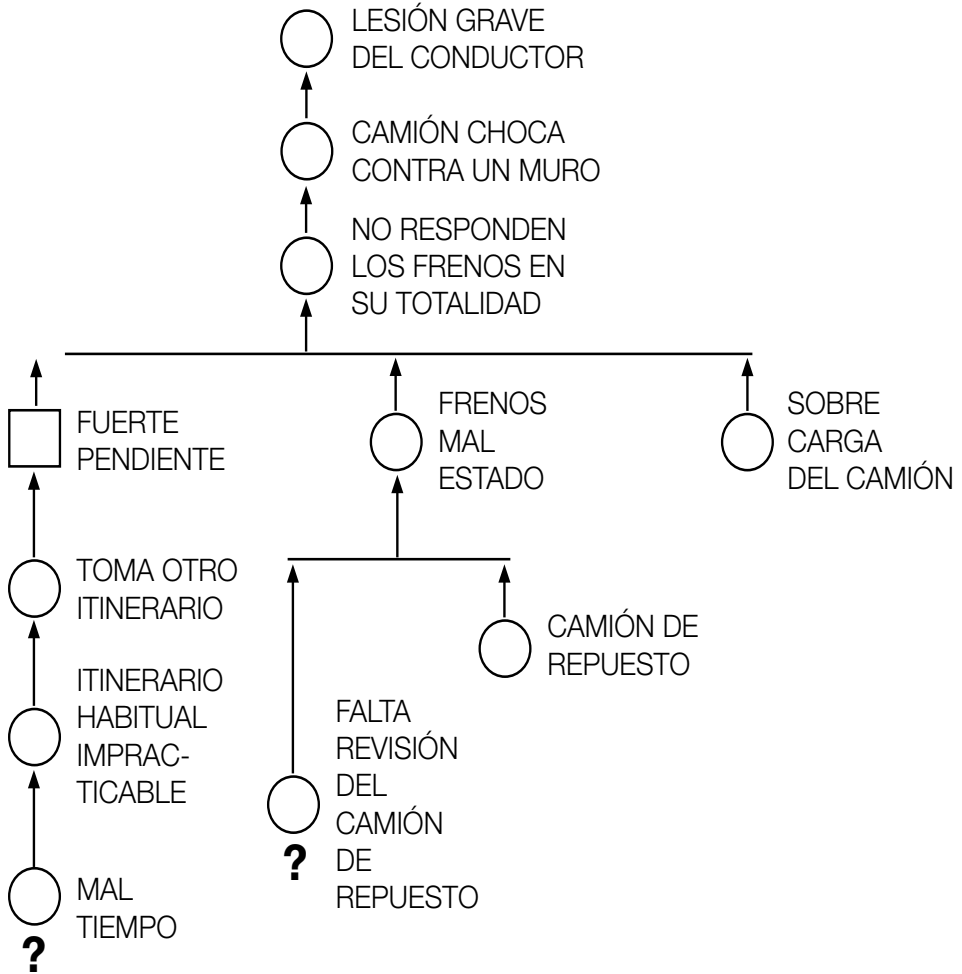 LESIÓN GRAVE
DEL CONDUCTOR
CAMIÓN CHOCA
CONTRA UN MURO
NO RESPONDEN
LOS FRENOS EN
SU TOTALIDAD
FUERTE
PENDIENTE
FRENOS
MAL
ESTADO
SOBRE
CARGA
DEL CAMIÓN
TOMA OTRO
ITINERARIO
CAMIÓN DE
REPUESTO
ITINERARIO
HABITUAL
IMPRAC-
TICABLE
FALTA
REVISIÓN
DEL
CAMIÓN
DE
REPUESTO
?
MAL
TIEMPO
?